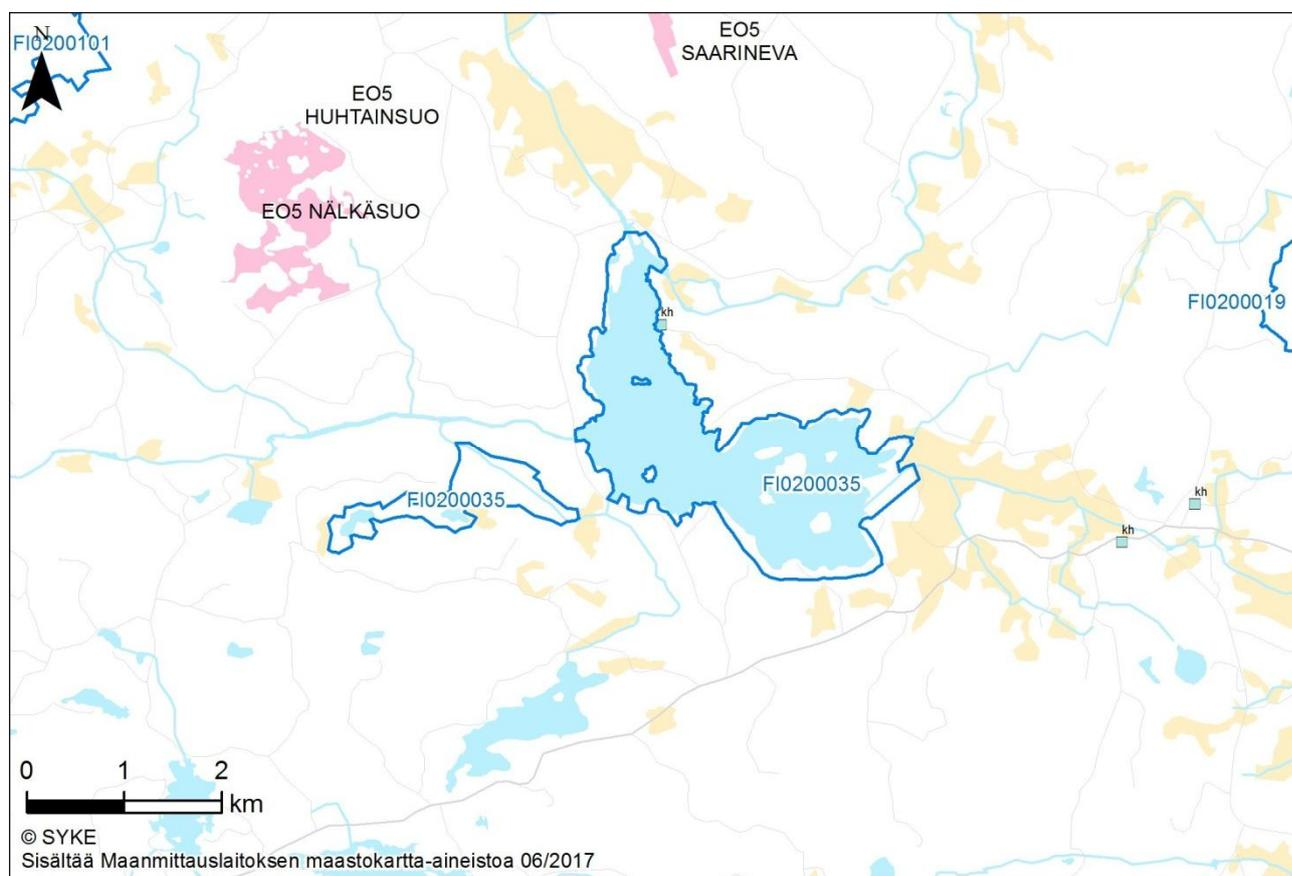 N
FI0200101
EO5
SAARINEVA
EO5
HUHTAINSUO
EO5 NÄLKÄSUO
FI0200019
kh
FI0200035
FI0200035
kh
kh
0 1 2
km
© SYKE
Sisältää Maanmittauslaitoksen maastokartta-aineistoa 06/2017